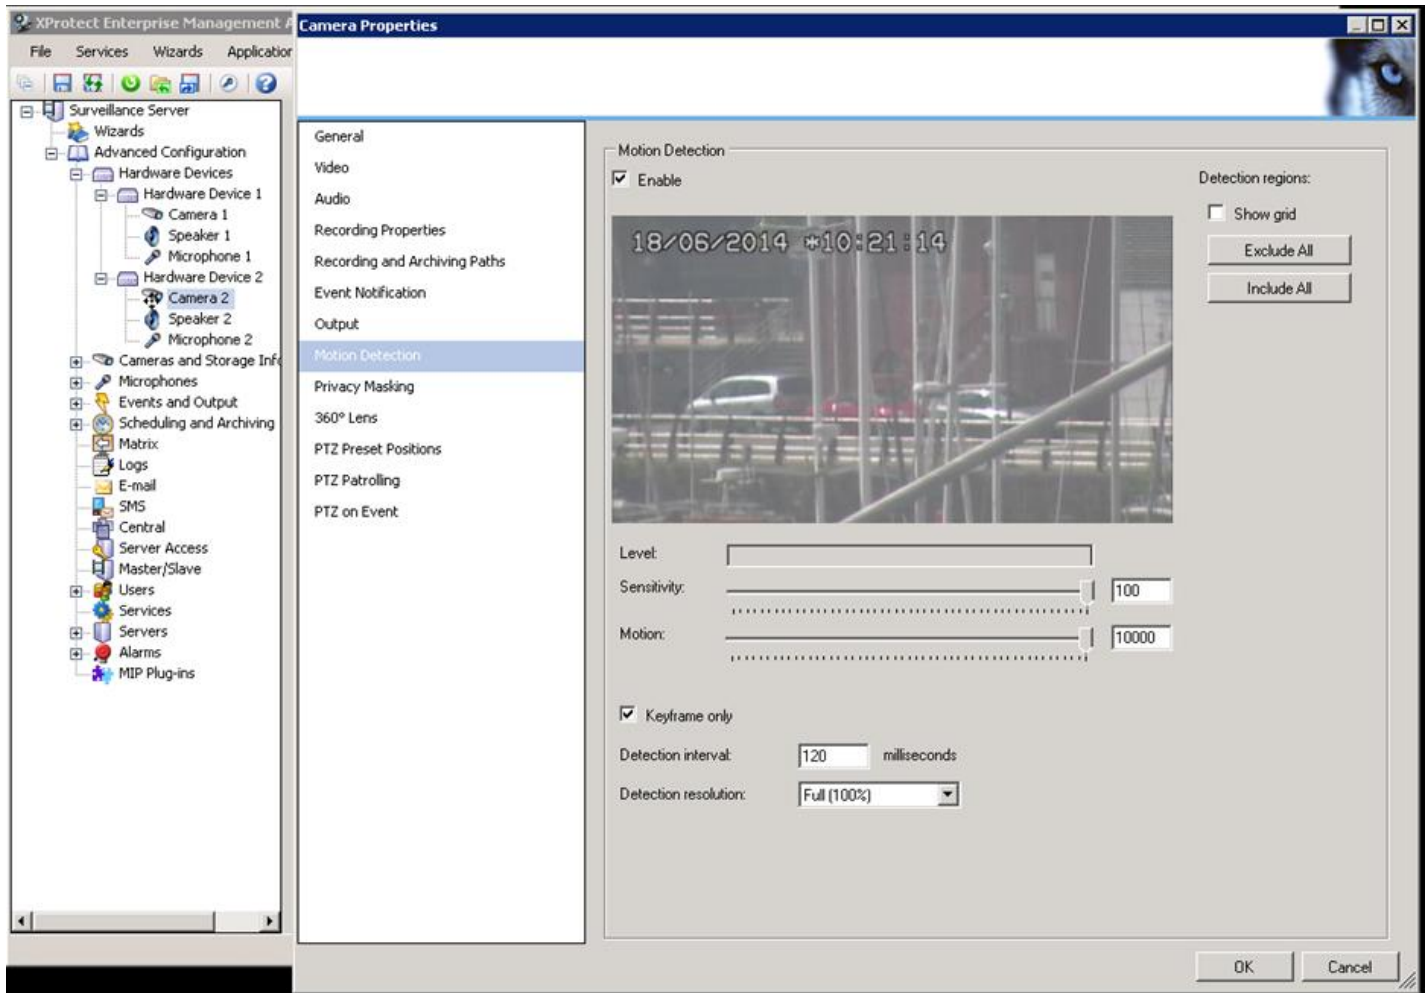 XProtect Enterprise Management A
File Services Wizards Application
Surveillance Server
Wizards
Advanced Configuration
Hardware Devices
Hardware Device 1
Camera 1
Speaker 1
Microphone 1
Hardware Device 2
Camera 2
Speaker 2
Microphone 2
Cameras and Storage Info
Microphones
Events and Output
Scheduling and Archiving
Matrix
Logs
E-mail
SMS
Central
Server Access
Master/Slave
Users
Services
Servers
Alarms
MIP Plug-ins
Camera Properties
General
Video
Audio
Recording Properties
Recording and Archiving Paths
Event Notification
Output
Motion Detection
Privacy Masking
360° Lens
PTZ Preset Positions
PTZ Patrolling
PTZ on Event
Motion Detection
Enable
18/06/2014 *10:21:14
Detection regions:
Show grid
Exclude All
Include All
Level:
Sensitivity: 100
Motion: 10000
Keyframe only
Detection interval: 120 milliseconds
Detection resolution: Full (100%)
OK Cancel